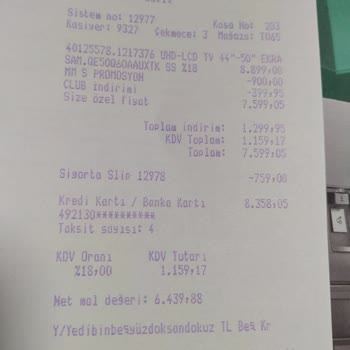 Sistem no: 12977 Kasa No: 203
Kasiyer: 9327 Çekmece: 3 Mağaza: T065
40125578.1217376 UHD-LCD TV 44"-50" EKRA
SAM.QE50Q60AAUXTK SS %18 8.899,00
MM S PROMOSYON -900,00
CLUB indirimi -399,95
Size özel fiyat 7.599,05
Toplam indirim: 1.299,95
KDV Toplam: 1.159,17
Toplam: 7.599,05
Sigorta Slip 12978 -759,00
Kredi Kartı / Banka Kartı 8.358,05
492130**********
Taksit sayısı: 4
KDV Oranı KDV Tutarı
%18,00 1.159,17
Net mal değeri: 6.439,88
Y/Yedibinbeşyüzdoksandokuz TL Beş Kr